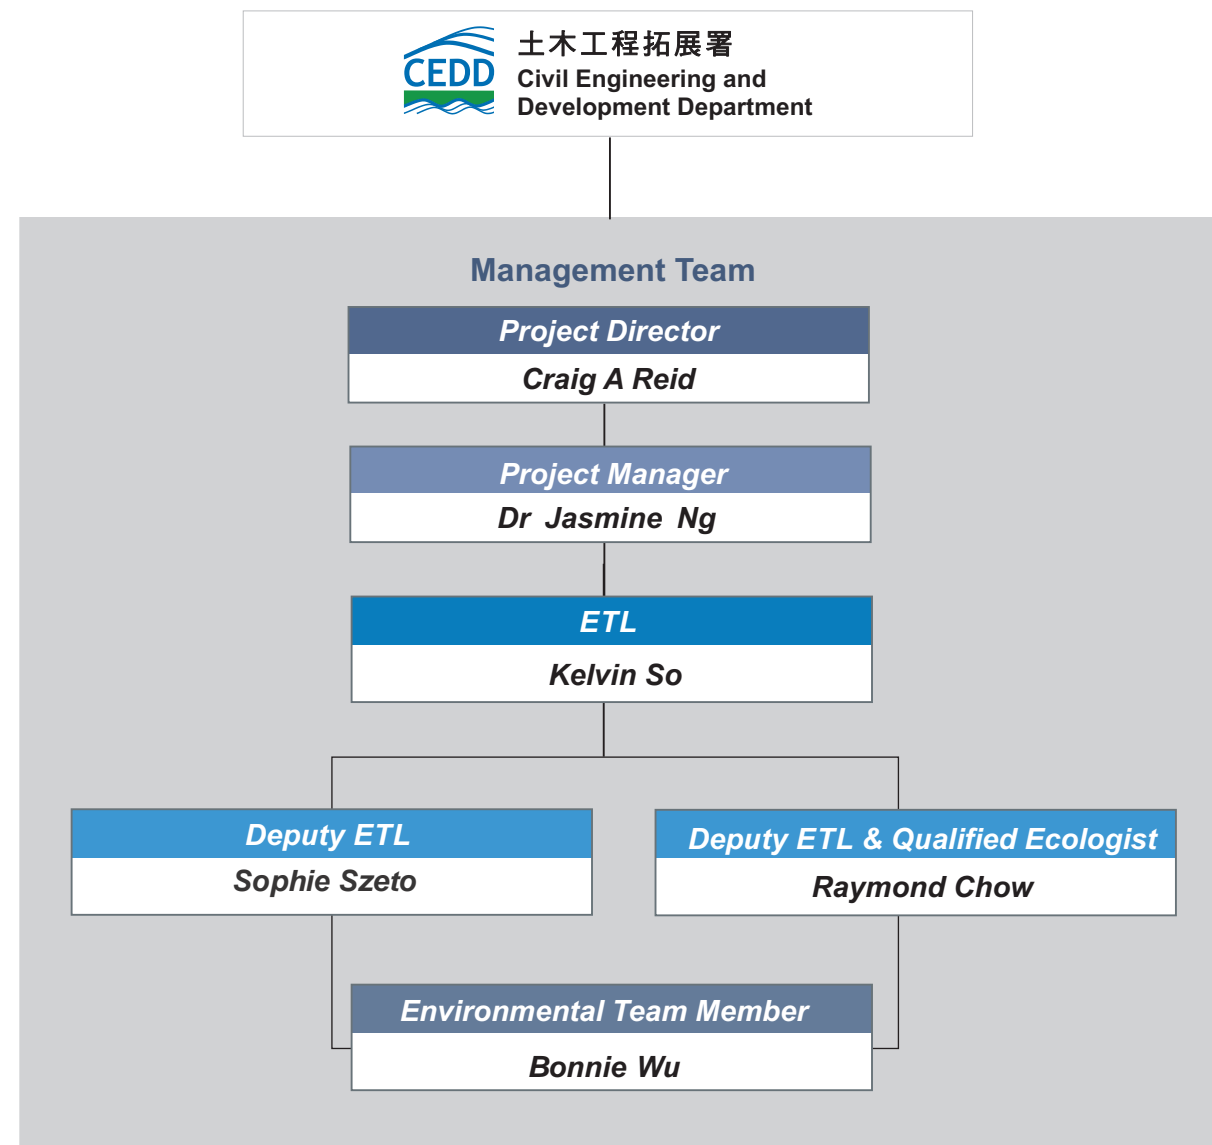 CEDD
土木工程拓展署
Civil Engineering and
Development Department
Management Team
Project Director
Craig A Reid
Project Manager
Dr Jasmine Ng
ETL
Kelvin So
Deputy ETL
Sophie Szeto
Deputy ETL & Qualified Ecologist
Raymond Chow
Environmental Team Member
Bonnie Wu